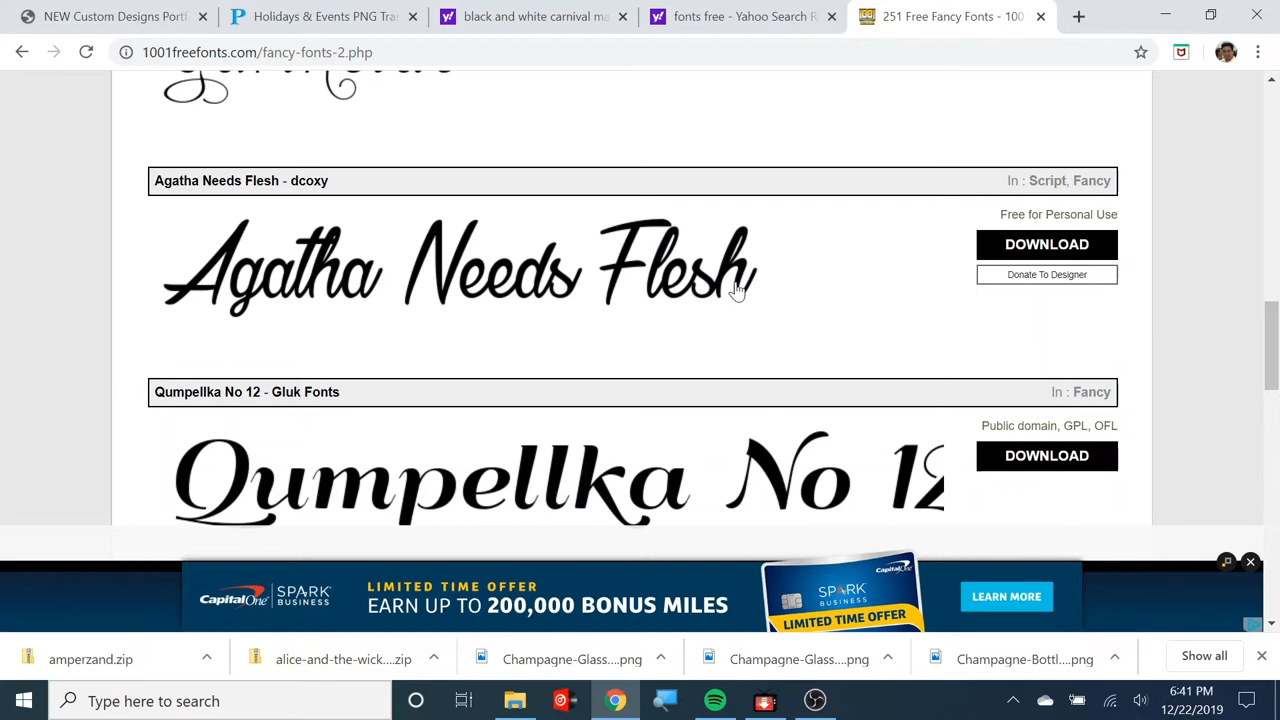 NEW Custom Designed Bottl
Holidays & Events PNG Tra
black and white carnival ma
fonts free - Yahoo Search R
251 Free Fancy Fonts - 100
1001freefonts.com/fancy-fonts-2.php
Agatha Needs Flesh - dcoxy
In : Script, Fancy
Agatha Needs Flesh
Free for Personal Use
DOWNLOAD
Donate To Designer
Qumpellka No 12 - Gluk Fonts
In : Fancy
Qumpellka No 12
Public domain, GPL, OFL
DOWNLOAD
Capital One SPARK BUSINESS
LIMITED TIME OFFER
EARN UP TO 200,000 BONUS MILES
Capital One
SPARK BUSINESS
LIMITED TIME OFFER
LEARN MORE
amperzand.zip
alice-and-the-wick....zip
Champagne-Glass....png
Champagne-Glass....png
Champagne-Bottl....png
Show all
Type here to search
6:41 PM
12/22/2019